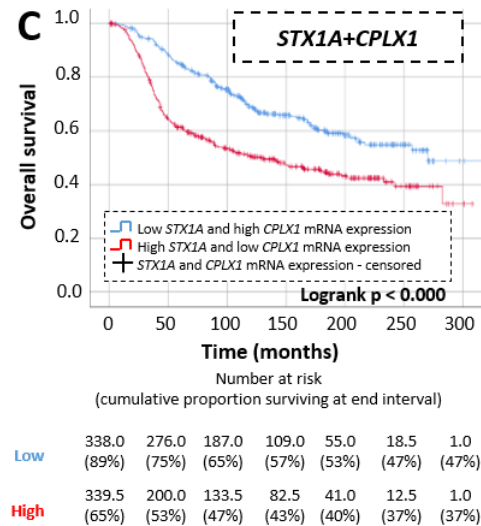 C
STX1A+CPLX1
Overall survival
1.0
0.8
0.6
0.4
0.2
0.0
Low STX1A and high CPLX1 mRNA expression
High STX1A and low CPLX1 mRNA expression
STX1A and CPLX1 mRNA expression - censored
Logrank p < 0.000
0 50 100 150 200 250 300
Time (months)
Number at risk
(cumulative proportion surviving at end interval)
Low 338.0 276.0 187.0 109.0 55.0 18.5 1.0
(89%) (75%) (65%) (57%) (53%) (47%) (47%)
High 339.5 200.0 133.5 82.5 41.0 12.5 1.0
(65%) (53%) (47%) (43%) (40%) (37%) (37%)